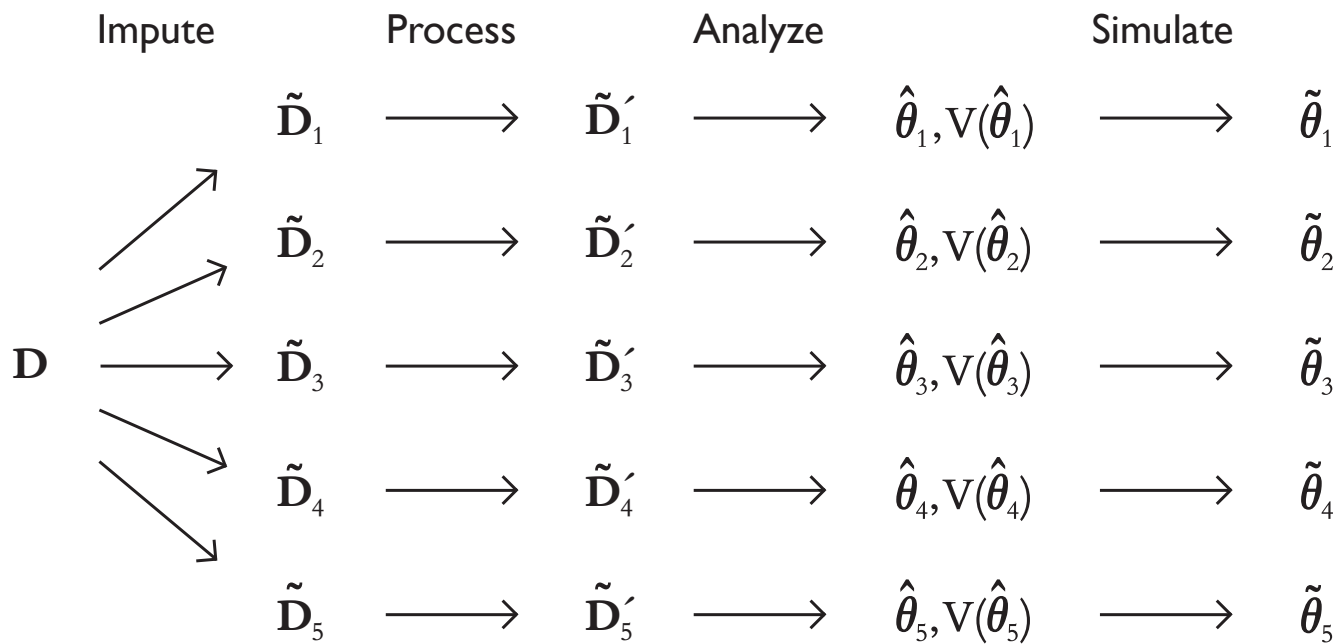 Impute Process Analyze Simulate
D̃₁ D̃₁′ θ̂₁, V(θ̂₁) θ̃₁
D̃₂ D̃₂′ θ̂₂, V(θ̂₂) θ̃₂
D D̃₃ D̃₃′ θ̂₃, V(θ̂₃) θ̃₃
D̃₄ D̃₄′ θ̂₄, V(θ̂₄) θ̃₄
D̃₅ D̃₅′ θ̂₅, V(θ̂₅) θ̃₅